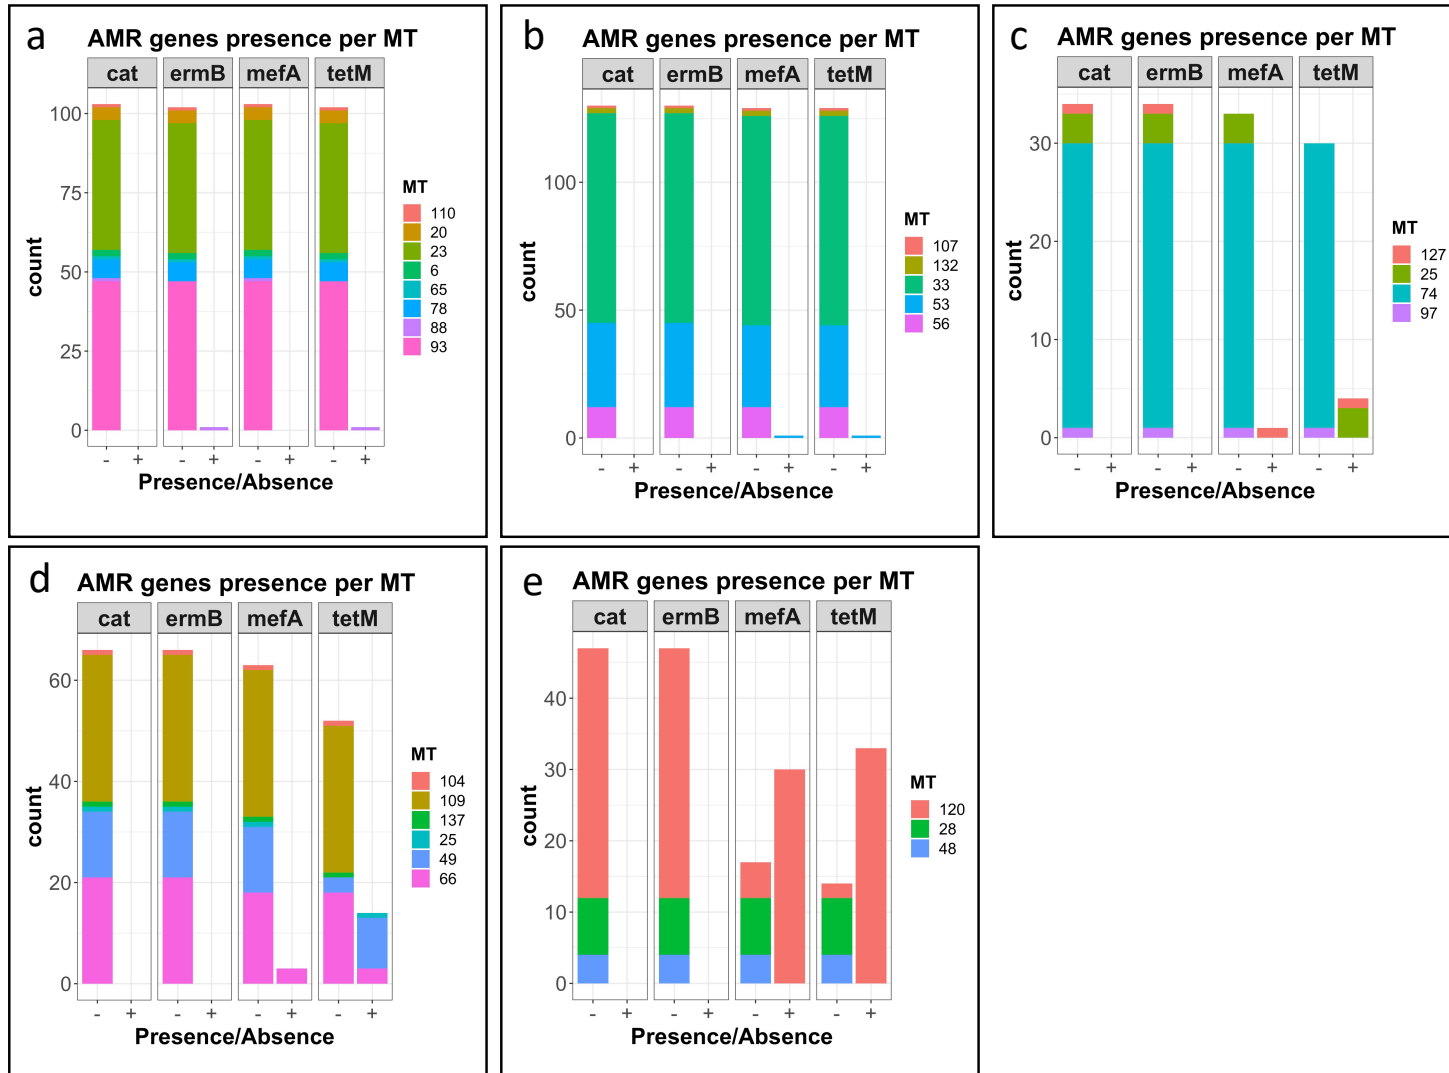 a
AMR genes presence per MT
cat ermB mefA tetM
100
75
50
25
0
count
- + - + - + - +
Presence/Absence
MT
110
20
23
6
65
78
88
93
b
AMR genes presence per MT
cat ermB mefA tetM
100
50
0
count
- + - + - + - +
Presence/Absence
MT
107
132
33
53
56
c
AMR genes presence per MT
cat ermB mefA tetM
30
20
10
0
count
- + - + - + - +
Presence/Absence
MT
127
25
74
97
d
AMR genes presence per MT
cat ermB mefA tetM
60
40
20
0
count
- + - + - + - +
Presence/Absence
MT
104
109
137
25
49
66
e
AMR genes presence per MT
cat ermB mefA tetM
40
30
20
10
0
count
- + - + - + - +
Presence/Absence
MT
120
28
48